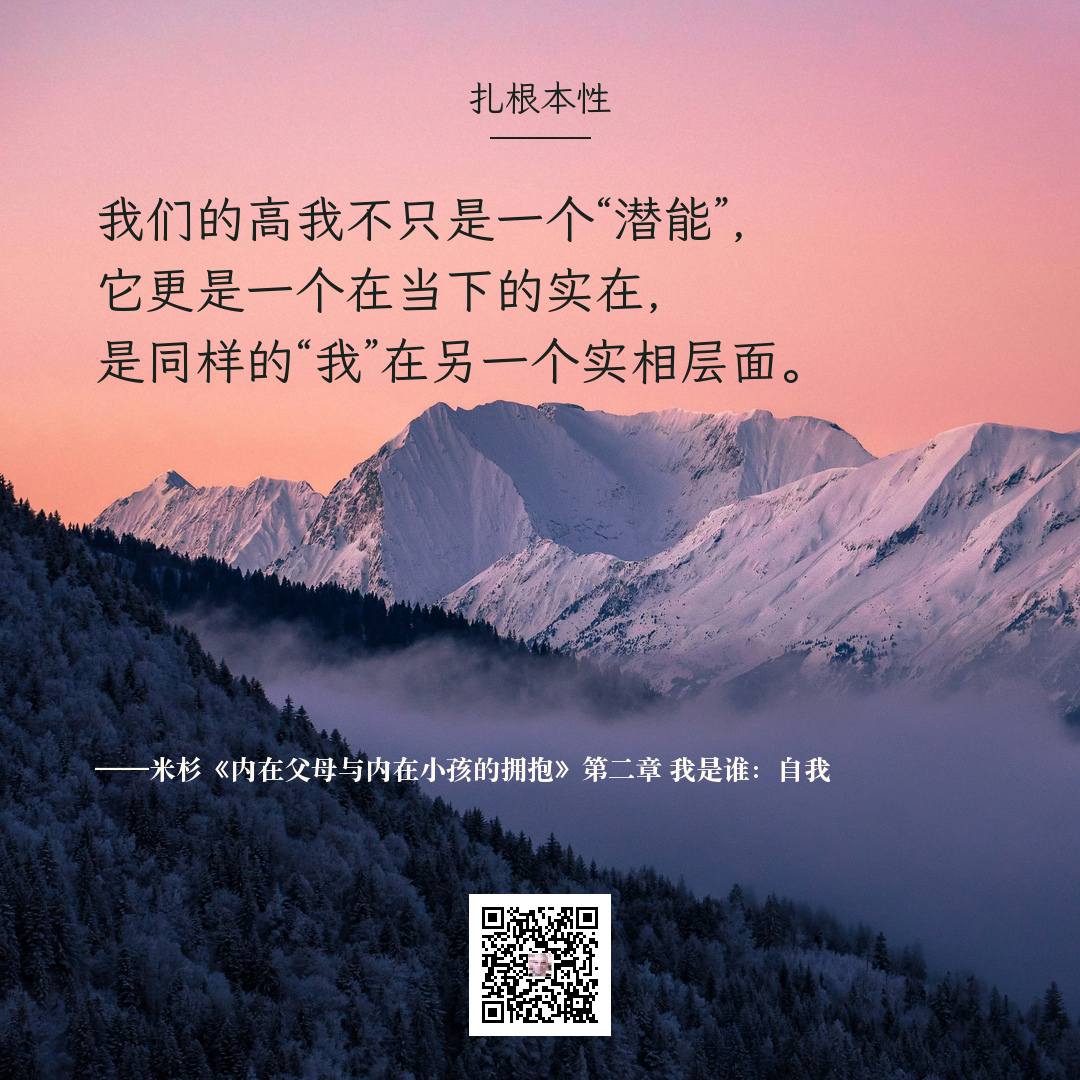 扎根本性
我们的高我不只是一个“潜能”,
它更是一个在当下的实在,
是同样的“我”在另一个实相层面。
——米杉《内在父母与内在小孩的拥抱》第二章 我是谁：自我